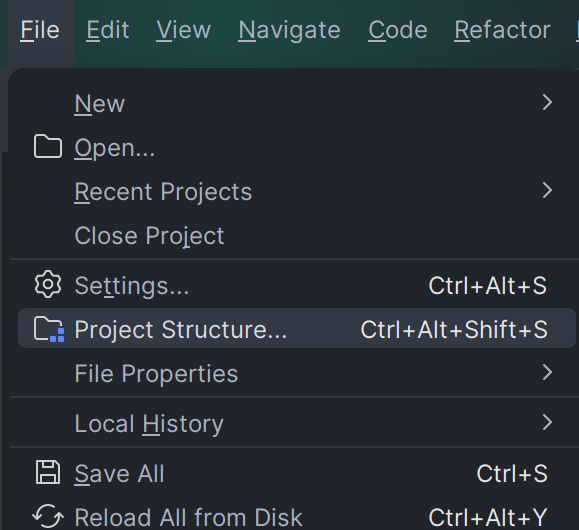 File Edit View Navigate Code Refactor
New
Open...
Recent Projects
Close Project
Settings... Ctrl+Alt+S
Project Structure... Ctrl+Alt+Shift+S
File Properties
Local History
Save All Ctrl+S
Reload All from Disk Ctrl+Alt+Y